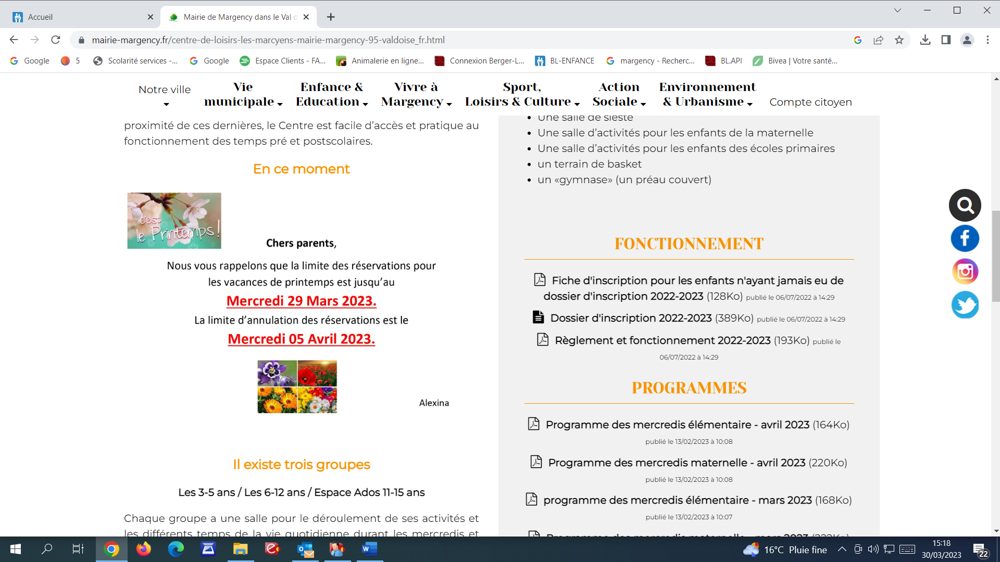 Accueil
Mairie de Margency dans le Val d
mairie-margency.fr/centre-de-loisirs-les-marcyens-mairie-margency-95-valdoise_fr.html
Google
5
Scolarité services -...
Google
Espace Clients - FA...
Animalerie en ligne...
Connexion Berger-L...
BL-ENFANCE
margency - Recherc...
BL.API
Bivea | Votre santé...
Notre ville
Vie
municipale
Enfance &
Education
Vivre à
Margency
Sport,
Loisirs & Culture
Action
Sociale
Environnement
& Urbanisme
Compte citoyen
proximité de ces dernières, le Centre est facile d’accès et pratique au
fonctionnement des temps pré et postscolaires.
En ce moment
c'est
le Printemps !
Chers parents,
Nous vous rappelons que la limite des réservations pour
les vacances de printemps est jusqu’au
Mercredi 29 Mars 2023.
La limite d’annulation des réservations est le
Mercredi 05 Avril 2023.
Alexina
Il existe trois groupes
Les 3-5 ans / Les 6-12 ans / Espace Ados 11-15 ans
Chaque groupe a une salle pour le déroulement de ses activités et
les différents temps de la vie quotidienne durant les mercredis et
Une salle de sieste
Une salle d’activités pour les enfants de la maternelle
Une salle d’activités pour les enfants des écoles primaires
un terrain de basket
un «gymnase» (un préau couvert)
FONCTIONNEMENT
Fiche d'inscription pour les enfants n'ayant jamais eu de
dossier d'inscription 2022-2023 (128Ko) publié le 06/07/2022 à 14:29
Dossier d'inscription 2022-2023 (389Ko) publié le 06/07/2022 à 14:29
Règlement et fonctionnement 2022-2023 (193Ko) publié le
06/07/2022 à 14:29
PROGRAMMES
Programme des mercredis élémentaire - avril 2023 (164Ko)
publié le 13/02/2023 à 10:08
Programme des mercredis maternelle - avril 2023 (220Ko)
publié le 13/02/2023 à 10:08
programme des mercredis élémentaire - mars 2023 (168Ko)
publié le 13/02/2023 à 10:07
Programme des mercredis maternelle - mars 2023
16°C Pluie fine
15:18
30/03/2023
22